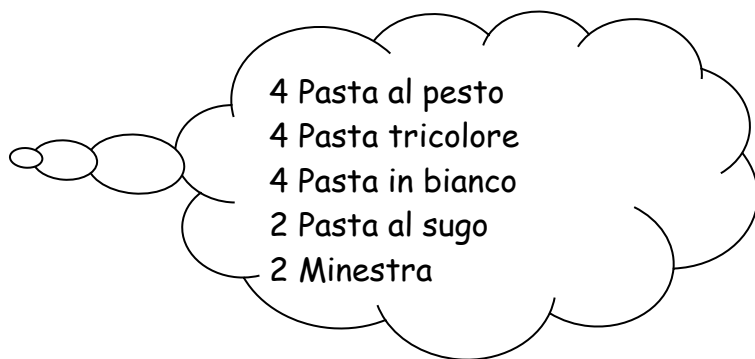 4 Pasta al pesto
4 Pasta tricolore
4 Pasta in bianco
2 Pasta al sugo
2 Minestra